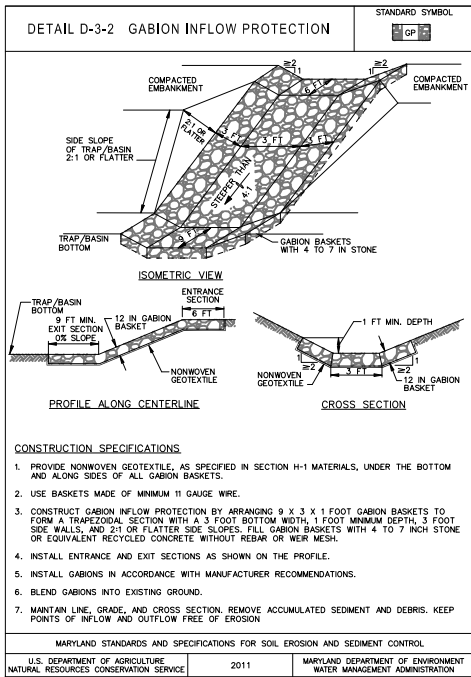 DETAIL D-3-2 GABION INFLOW PROTECTION
STANDARD SYMBOL
GP
≥2
1
≥2
1
COMPACTED
EMBANKMENT
6 FT
COMPACTED
EMBANKMENT
2:1 OR
FLATTER
3 FT
3 FT
3 FT
SIDE SLOPE
OF TRAP/BASIN
2:1 OR FLATTER
STEEPER THAN
4:1
9 FT
TRAP/BASIN
BOTTOM
GABION BASKETS
WITH 4 TO 7 IN STONE
ISOMETRIC VIEW
TRAP/BASIN
BOTTOM
9 FT MIN.
EXIT SECTION
0% SLOPE
12 IN GABION
BASKET
ENTRANCE
SECTION
6 FT
NONWOVEN
GEOTEXTILE
PROFILE ALONG CENTERLINE
1 FT MIN. DEPTH
1
≥2
3 FT
1
≥2
NONWOVEN
GEOTEXTILE
12 IN GABION
BASKET
CROSS SECTION
CONSTRUCTION SPECIFICATIONS
1. PROVIDE NONWOVEN GEOTEXTILE, AS SPECIFIED IN SECTION H-1 MATERIALS, UNDER THE BOTTOM
AND ALONG SIDES OF ALL GABION BASKETS.
2. USE BASKETS MADE OF MINIMUM 11 GAUGE WIRE.
3. CONSTRUCT GABION INFLOW PROTECTION BY ARRANGING 9 X 3 X 1 FOOT GABION BASKETS TO
FORM A TRAPEZOIDAL SECTION WITH A 3 FOOT BOTTOM WIDTH, 1 FOOT MINIMUM DEPTH, 3 FOOT
SIDE WALLS, AND 2:1 OR FLATTER SIDE SLOPES. FILL GABION BASKETS WITH 4 TO 7 INCH STONE
OR EQUIVALENT RECYCLED CONCRETE WITHOUT REBAR OR WEIR MESH.
4. INSTALL ENTRANCE AND EXIT SECTIONS AS SHOWN ON THE PROFILE.
5. INSTALL GABIONS IN ACCORDANCE WITH MANUFACTURER RECOMMENDATIONS.
6. BLEND GABIONS INTO EXISTING GROUND.
7. MAINTAIN LINE, GRADE, AND CROSS SECTION. REMOVE ACCUMULATED SEDIMENT AND DEBRIS. KEEP
POINTS OF INFLOW AND OUTFLOW FREE OF EROSION
MARYLAND STANDARDS AND SPECIFICATIONS FOR SOIL EROSION AND SEDIMENT CONTROL
U.S. DEPARTMENT OF AGRICULTURE
NATURAL RESOURCES CONSERVATION SERVICE
2011
MARYLAND DEPARTMENT OF ENVIRONMENT
WATER MANAGEMENT ADMINISTRATION